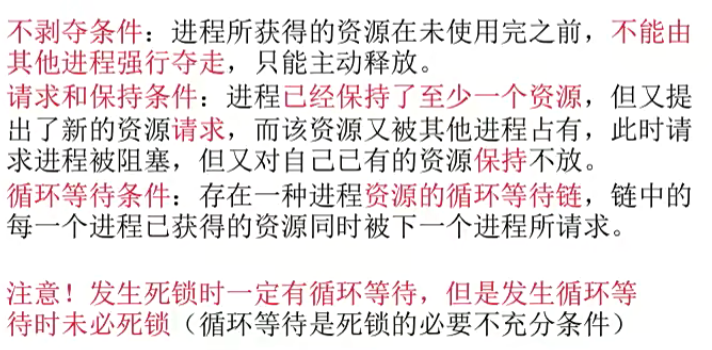 不剥夺条件：进程所获得的资源在未使用完之前，不能由
其他进程强行夺走，只能主动释放。
请求和保持条件：进程已经保持了至少一个资源，但又提
出了新的资源请求，而该资源又被其他进程占有，此时请
求进程被阻塞，但又对自己已有的资源保持不放。
循环等待条件：存在一种进程资源的循环等待链，链中的
每一个进程已获得的资源同时被下一个进程所请求。
注意！发生死锁时一定有循环等待，但是发生循环等
待时未必死锁（循环等待是死锁的必要不充分条件）